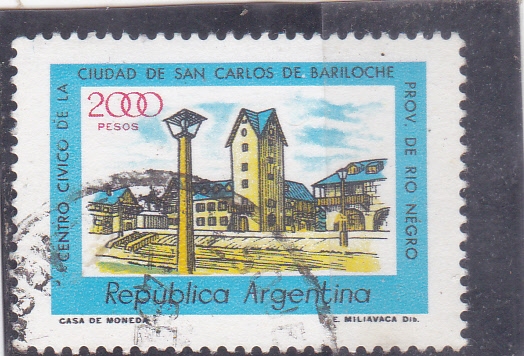 CENTRO CIVICO DE LA
CIUDAD DE SAN CARLOS DE BARILOCHE
PROV. DE RIO NEGRO
2000
PESOS
República Argentina
CASA DE MONEDA
E. MILIAVACA Dib.